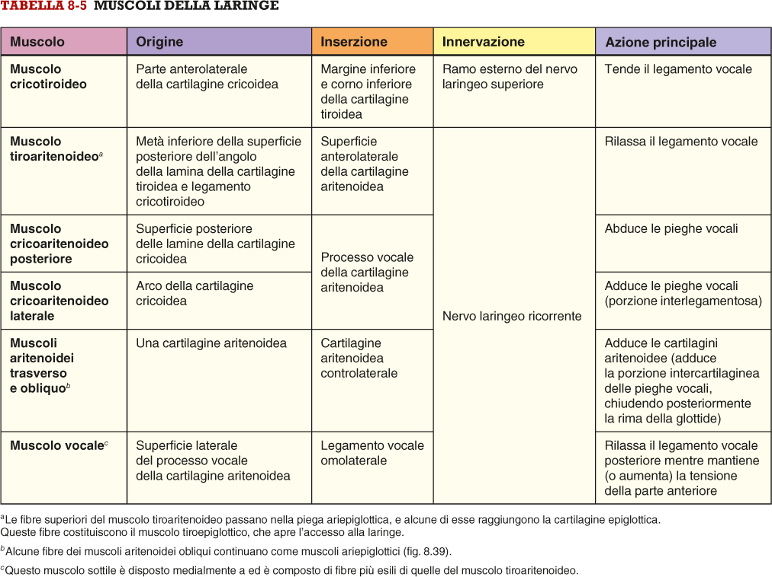 TABELLA 8-5 MUSCOLI DELLA LARINGE
Muscolo
Origine
Inserzione
Innervazione
Azione principale
Muscolo
cricotiroideo
Parte anterolaterale
della cartilagine cricoidea
Margine inferiore
e corno inferiore
della cartilagine
tiroidea
Ramo esterno del nervo
laringeo superiore
Tende il legamento vocale
Muscolo
tiroaritenoideoa
Metà inferiore della superficie
posteriore dell'angolo
della lamina della cartilagine
tiroidea e legamento
cricotiroideo
Superficie
anterolaterale
della cartilagine
aritenoidea
Nervo laringeo ricorrente
Rilassa il legamento vocale
Muscolo
cricoaritenoideo
posteriore
Superficie posteriore
delle lamine della cartilagine
cricoidea
Processo vocale
della cartilagine
aritenoidea
Abduce le pieghe vocali
Muscolo
cricoaritenoideo
laterale
Arco della cartilagine
cricoidea
Adduce le pieghe vocali
(porzione interlegamentosa)
Muscoli
aritenoidei
trasverso
e obliquob
Una cartilagine aritenoidea
Cartilagine
aritenoidea
controlaterale
Adduce le cartilagini
aritenoidee (adduce
la porzione intercartilaginea
delle pieghe vocali,
chiudendo posteriormente
la rima della glottide)
Muscolo vocalec
Superficie laterale
del processo vocale
della cartilagine aritenoidea
Legamento vocale
omolaterale
Rilassa il legamento vocale
posteriore mentre mantiene
(o aumenta) la tensione
della parte anteriore
aLe fibre superiori del muscolo tiroaritenoideo passano nella piega ariepiglottica, e alcune di esse raggiungono la cartilagine epiglottica.
Queste fibre costituiscono il muscolo tiroepiglottico, che apre l'accesso alla laringe.
bAlcune fibre dei muscoli aritenoidei obliqui continuano come muscoli ariepiglottici (fig. 8.39).
cQuesto muscolo sottile è disposto medialmente a ed è composto di fibre più esili di quelle del muscolo tiroaritenoideo.